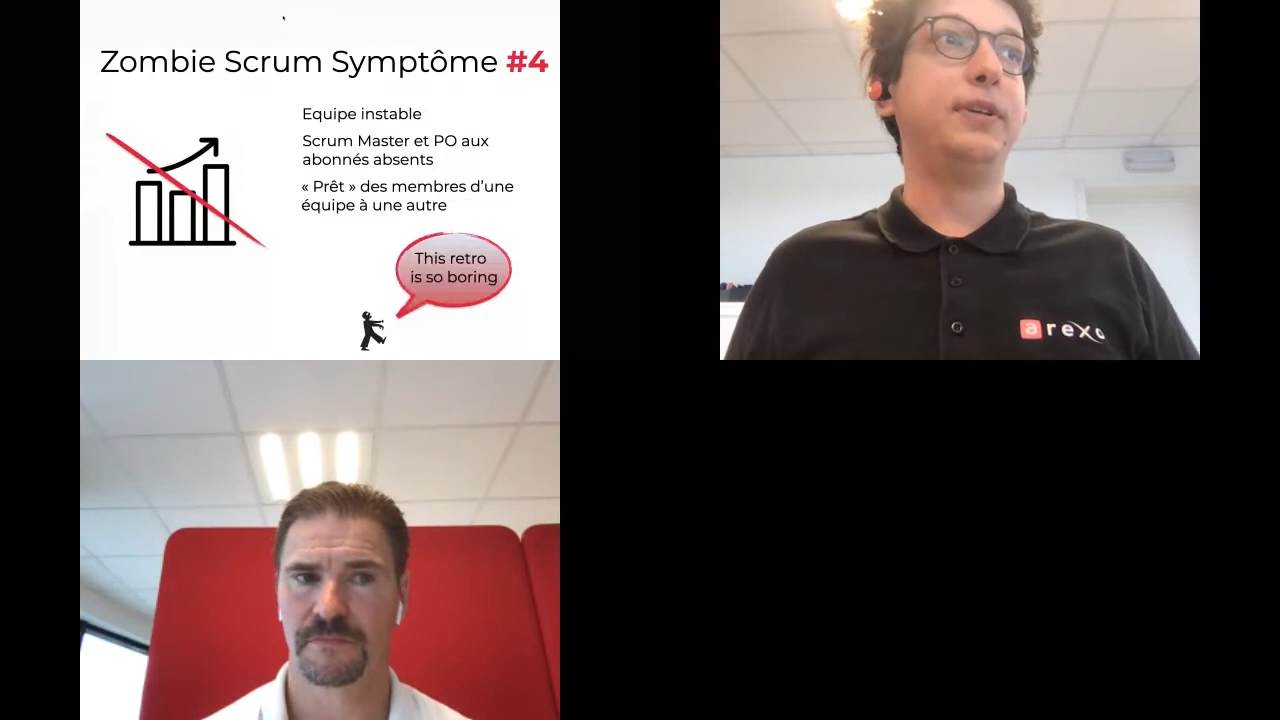 Zombie Scrum Symptôme #4
Equipe instable
Scrum Master et PO aux
abonnés absents
« Prêt » des membres d’une
équipe à une autre
This retro
is so boring
arexo